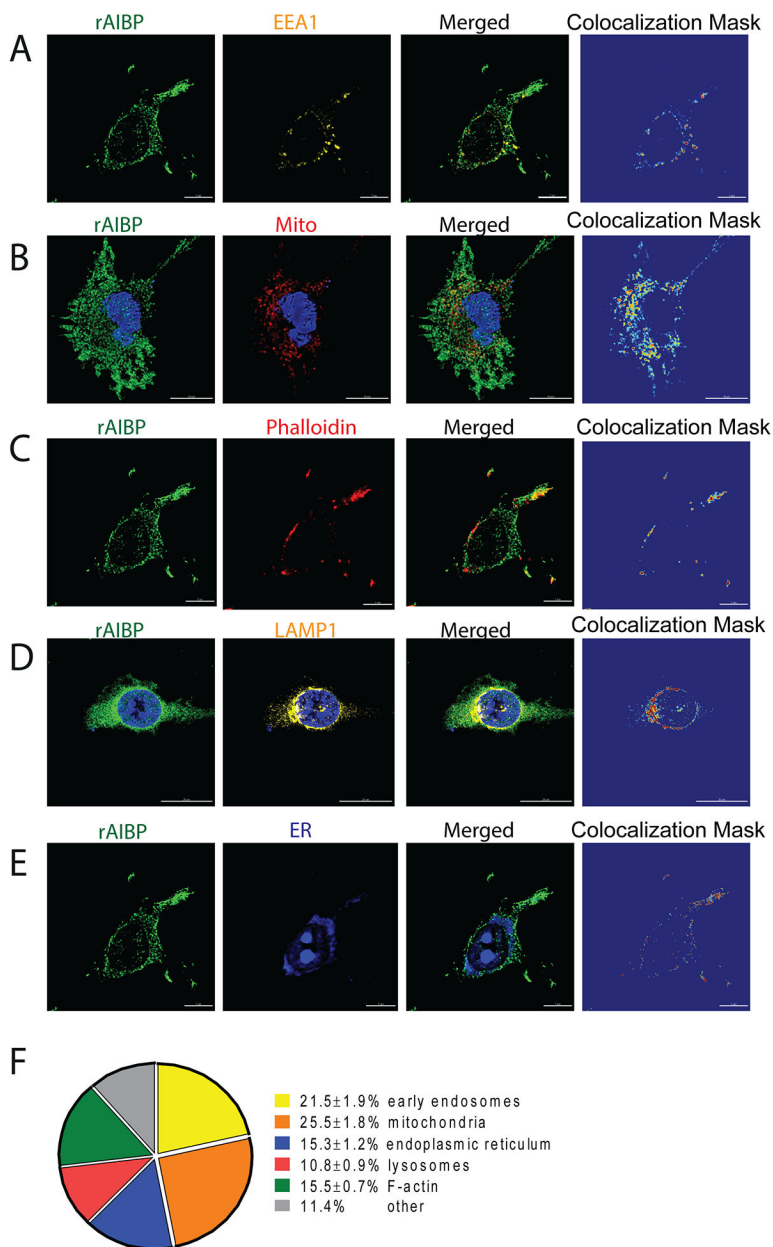 rAIBP EEA1 Merged Colocalization Mask
A
rAIBP Mito Merged Colocalization Mask
B
rAIBP Phalloidin Merged Colocalization Mask
C
rAIBP LAMP1 Merged Colocalization Mask
D
rAIBP ER Merged Colocalization Mask
E
F
21.5±1.9% early endosomes
25.5±1.8% mitochondria
15.3±1.2% endoplasmic reticulum
10.8±0.9% lysosomes
15.5±0.7% F-actin
11.4% other